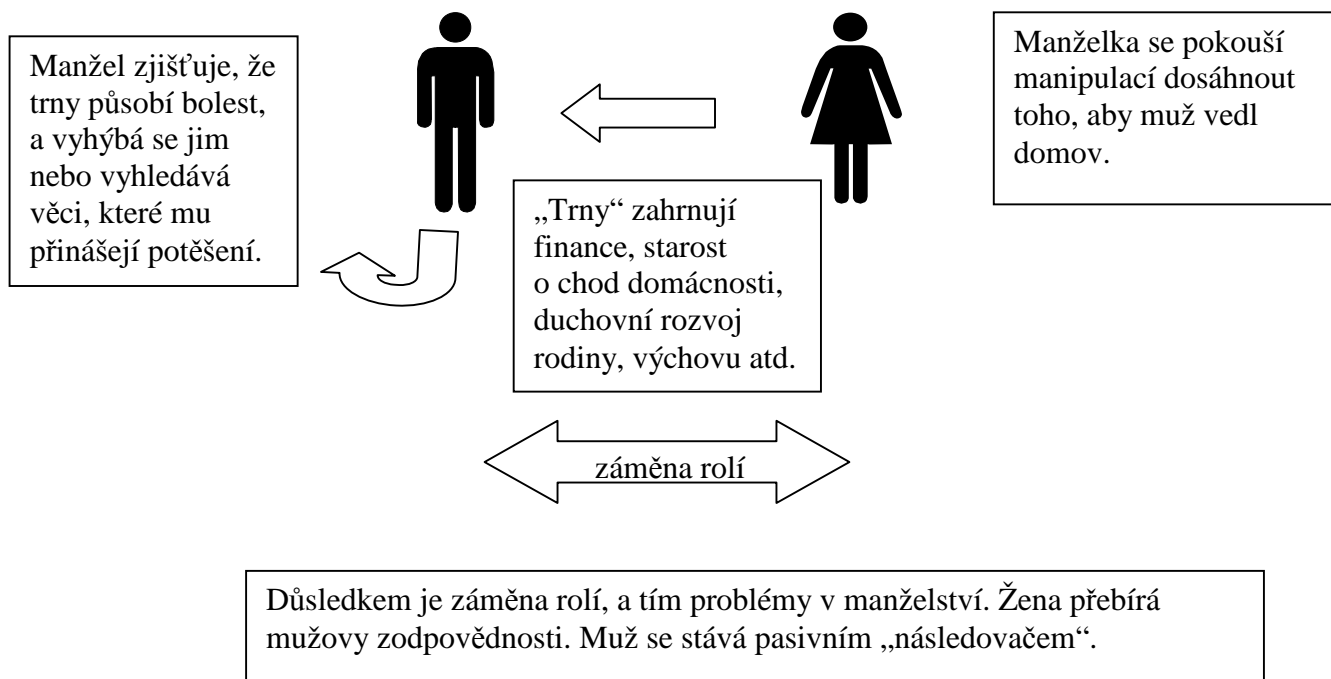 Manžel zjišťuje, že
trny působí bolest,
a vyhýbá se jim
nebo vyhledává
věci, které mu
přinášejí potěšení.
Manželka se pokouší
manipulací dosáhnout
toho, aby muž vedl
domov.
„Trny“ zahrnují
finance, starost
o chod domácnosti,
duchovní rozvoj
rodiny, výchovu atd.
záměna rolí
Důsledkem je záměna rolí, a tím problémy v manželství. Žena přebírá
mužovy zodpovědnosti. Muž se stává pasivním „následovačem“.